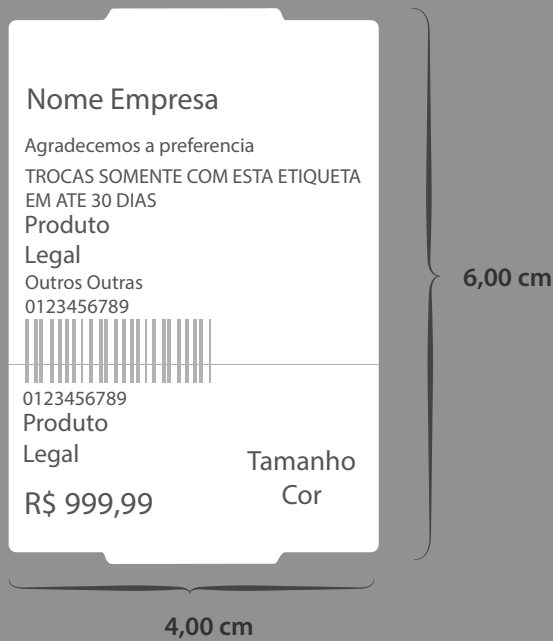 Nome Empresa
Agradecemos a preferencia
TROCAS SOMENTE COM ESTA ETIQUETA
EM ATE 30 DIAS
Produto
Legal
Outros Outras
0123456789
0123456789
Produto
Legal
Tamanho
Cor
R$ 999,99
6,00 cm
4,00 cm